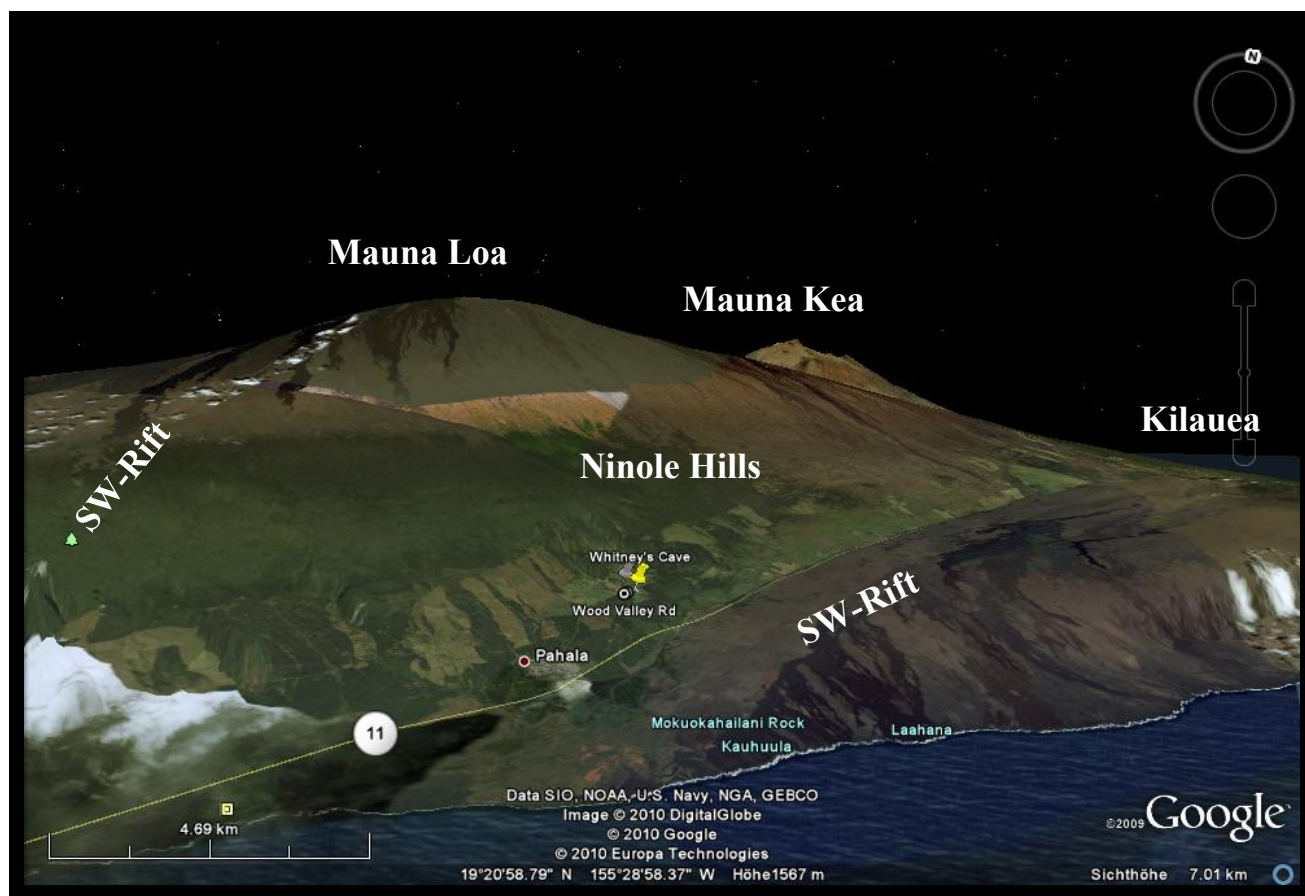 N
Mauna Loa
Mauna Kea
Kilauea
SW-Rift
Ninole Hills
Whitney's Cave
Wood Valley Rd
SW-Rift
Pahala
11
Mokuokahailani Rock
Kauhuula
Laahana
Data SIO, NOAA, U.S. Navy, NGA, GEBCO
Image © 2010 DigitalGlobe
© 2010 Google
© 2010 Europa Technologies
4.69 km
©2009 Google
19°20'58.79" N 155°28'58.37" W Höhe1567 m
Sichthöhe 7.01 km